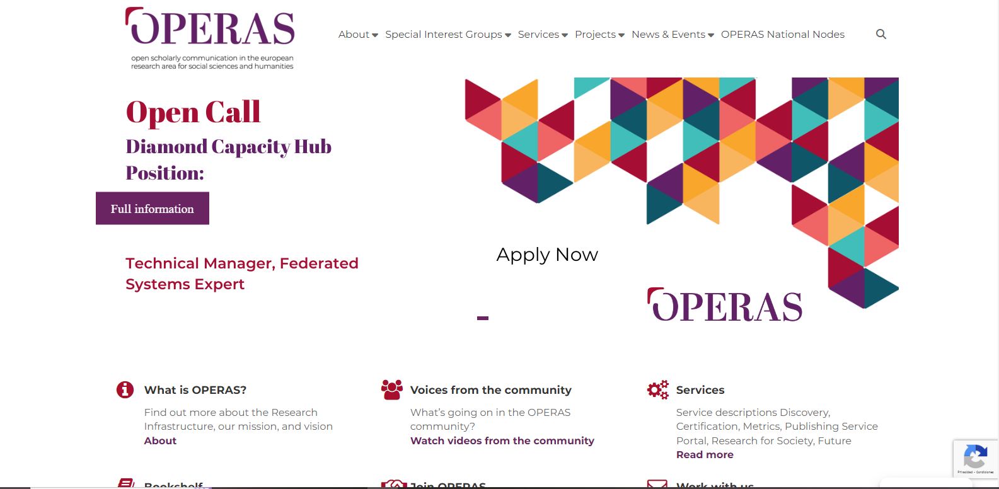 OPERAS
open scholarly communication in the european
research area for social sciences and humanities
About Special Interest Groups Services Projects News & Events OPERAS National Nodes
Open Call
Diamond Capacity Hub
Position:
Full information
Technical Manager, Federated
Systems Expert
Apply Now
OPERAS
What is OPERAS?
Find out more about the Research
Infrastructure, our mission, and vision
About
Voices from the community
What's going on in the OPERAS
community?
Watch videos from the community
Services
Service descriptions Discovery,
Certification, Metrics, Publishing Service
Portal, Research for Society, Future
Read more
Privacidad - Condiciones
Bookshelf
Join OPERAS
Work with us